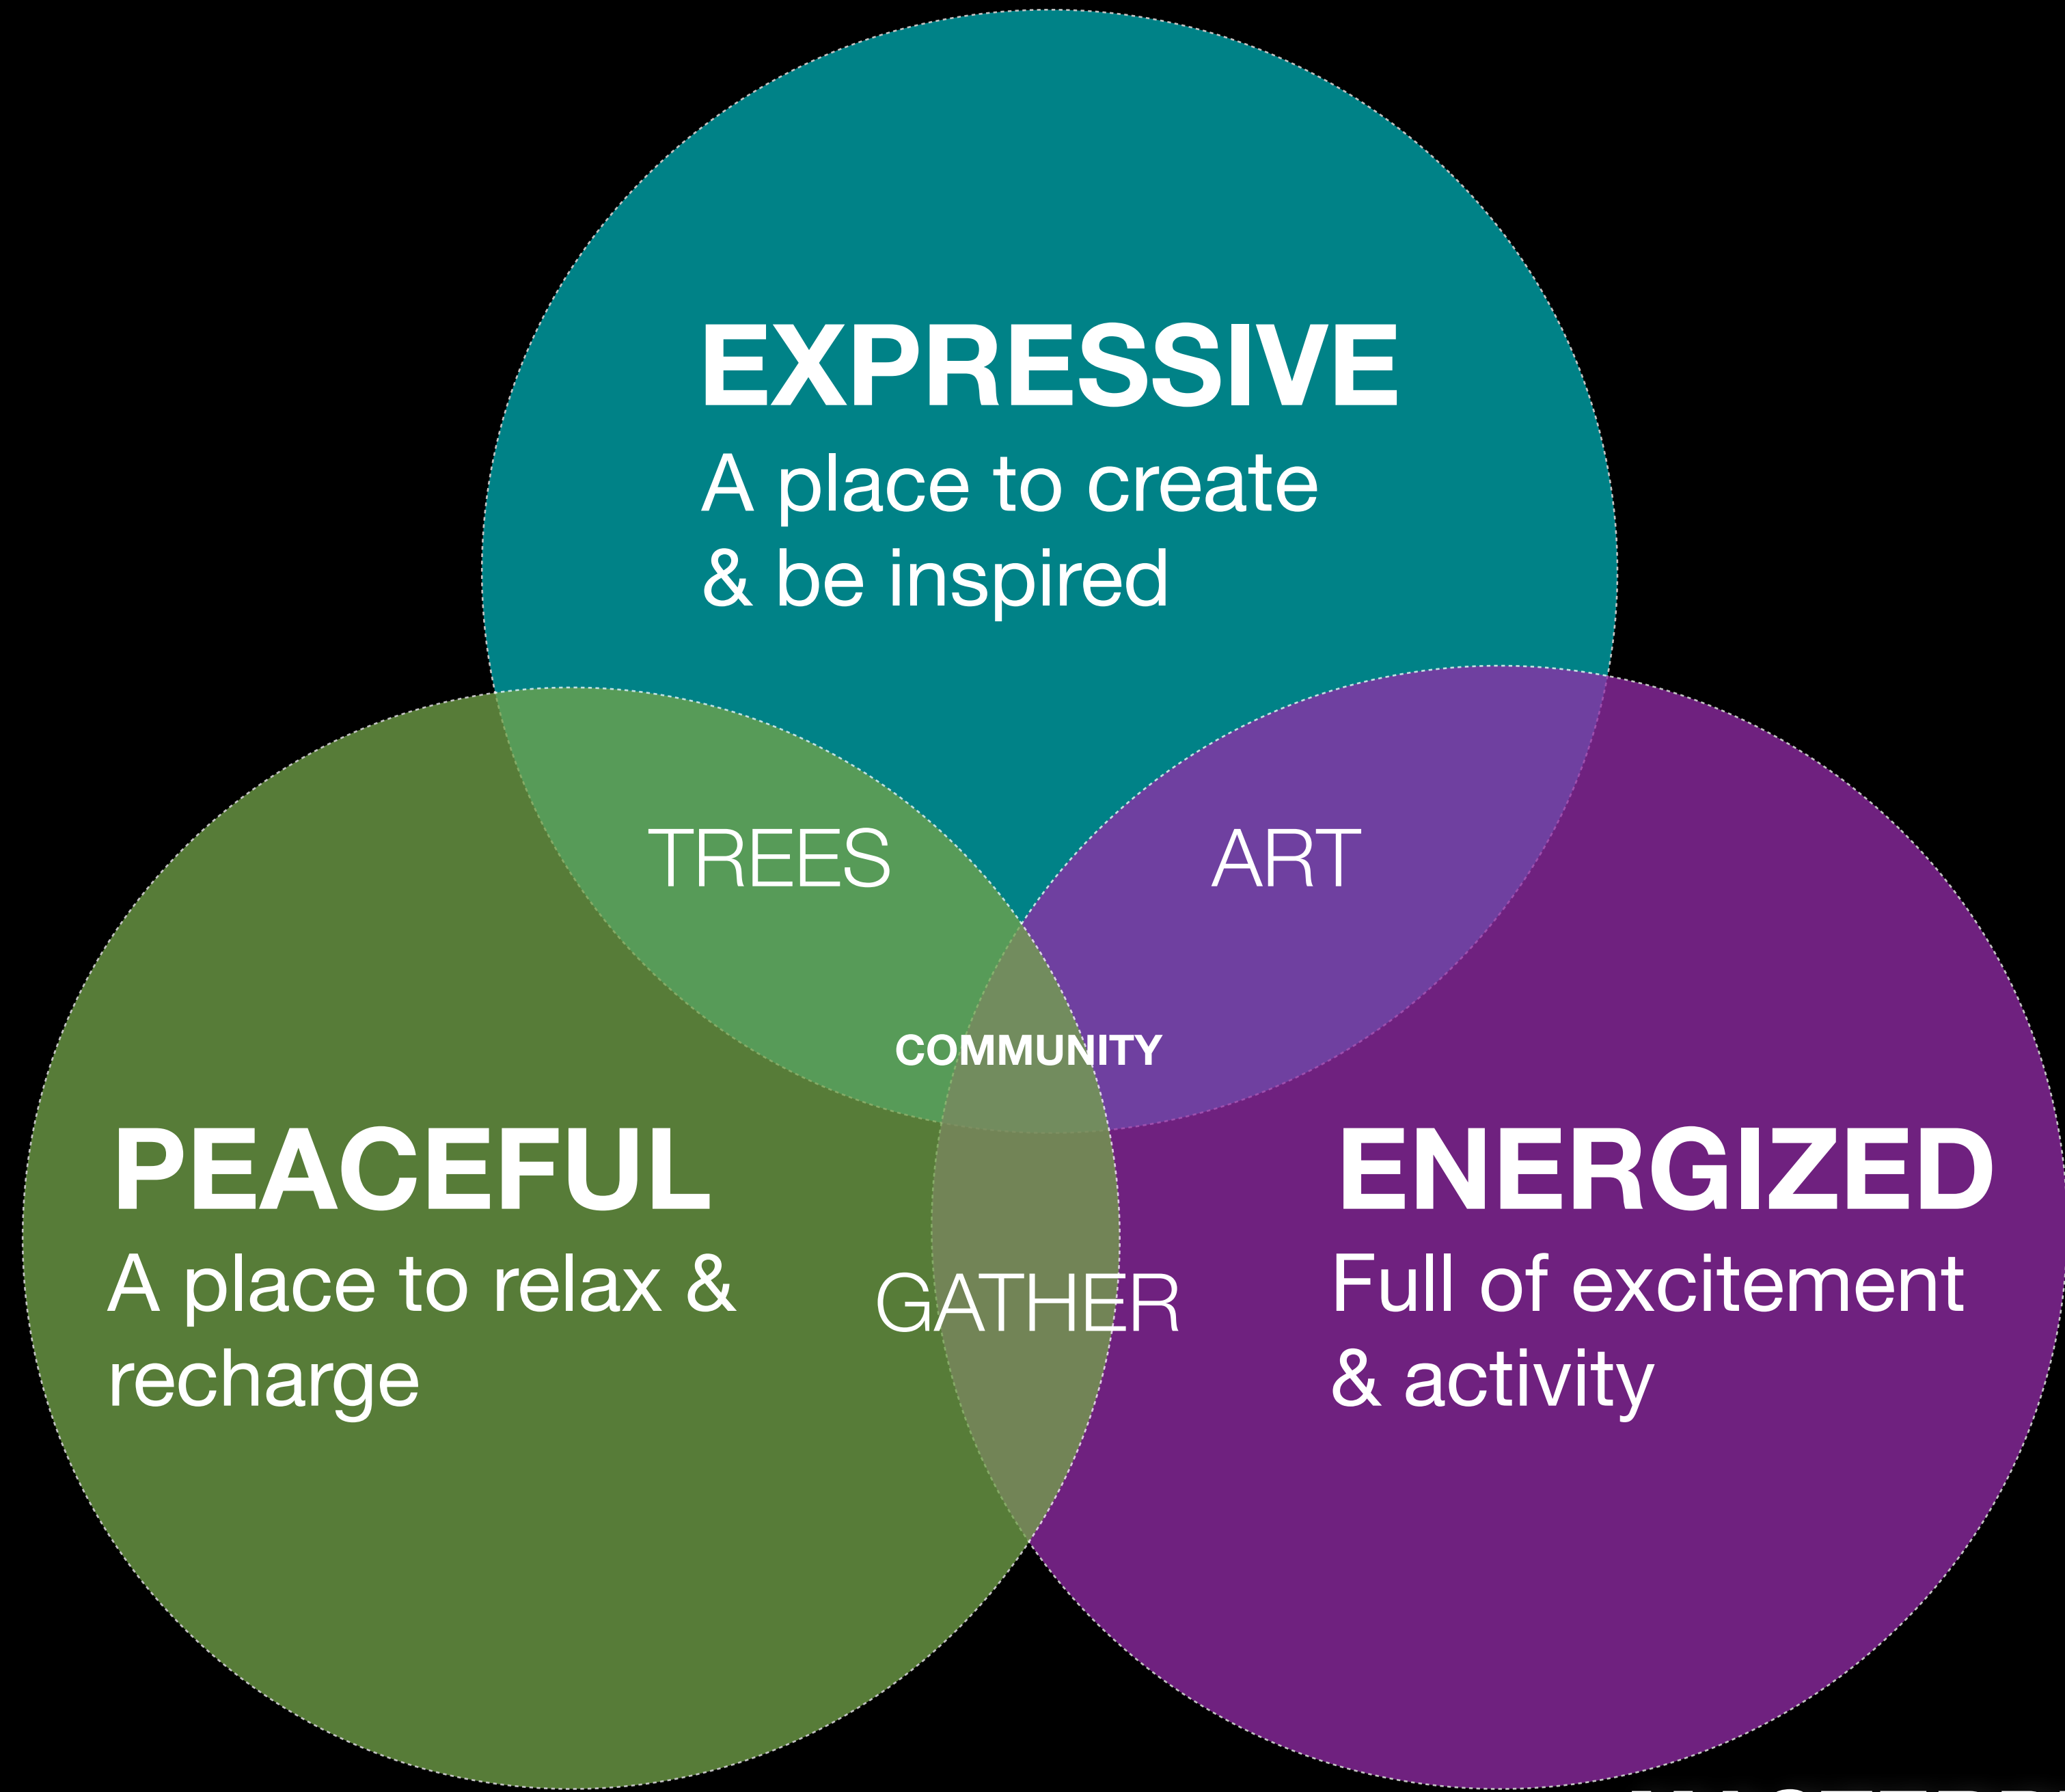 EXPRESSIVE
A place to create
& be inspired
TREES
ART
COMMUNITY
PEACEFUL
A place to relax &
recharge
GATHER
ENERGIZED
Full of excitement
& activity